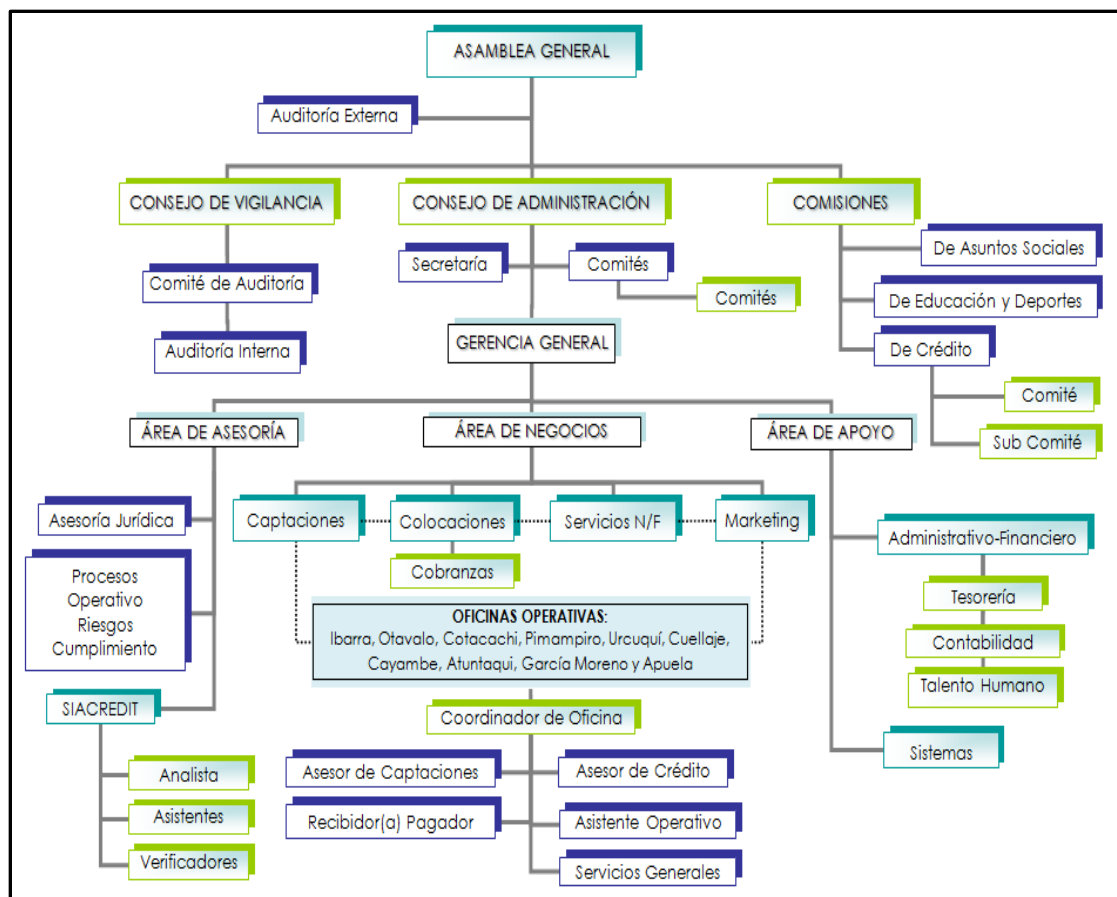 ASAMBLEA GENERAL
Auditoría Externa
CONSEJO DE VIGILANCIA
CONSEJO DE ADMINISTRACIÓN
COMISIONES
Secretaría
Comités
Comités
De Asuntos Sociales
Comité de Auditoría
De Educación y Deportes
Auditoría Interna
GERENCIA GENERAL
De Crédito
Comité
Sub Comité
ÁREA DE ASESORÍA
ÁREA DE NEGOCIOS
ÁREA DE APOYO
Asesoría Jurídica
Procesos
Operativo
Riesgos
Cumplimiento
SIACREDIT
Analista
Asistentes
Verificadores
Captaciones
Colocaciones
Servicios N/F
Marketing
Cobranzas
OFICINAS OPERATIVAS:
Ibarra, Otavalo, Cotacachi, Pimampiro, Urcuquí, Cuellaje,
Cayambe, Atuntaqui, García Moreno y Apuela
Coordinador de Oficina
Asesor de Captaciones
Asesor de Crédito
Recibidor(a) Pagador
Asistente Operativo
Servicios Generales
Administrativo-Financiero
Tesorería
Contabilidad
Talento Humano
Sistemas